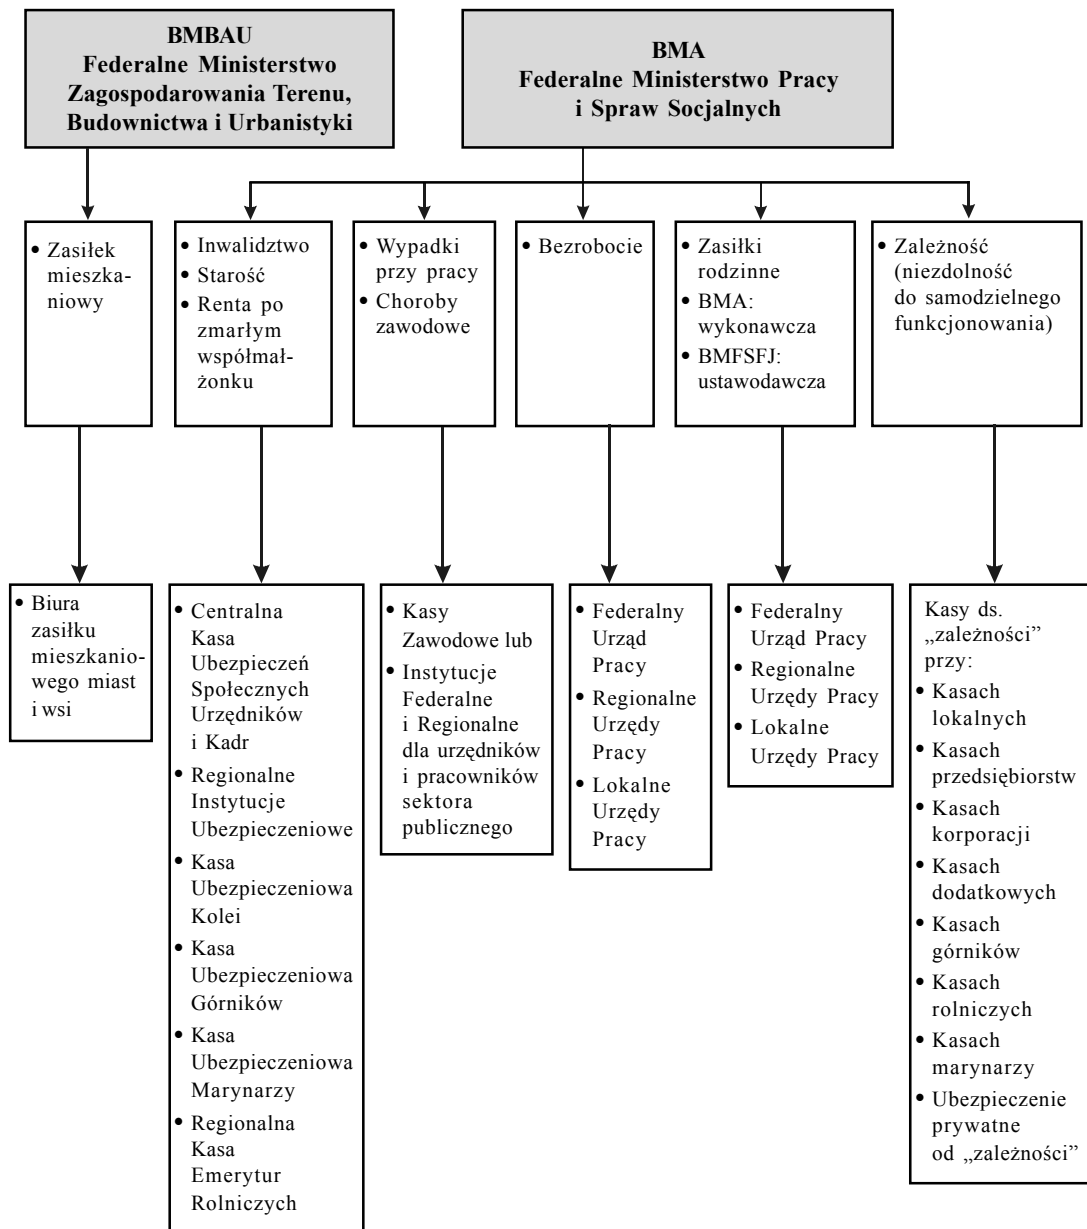 BMBAU
Federalne Ministerstwo
Zagospodarowania Terenu,
Budownictwa i Urbanistyki
BMA
Federalne Ministerstwo Pracy
i Spraw Socjalnych
• Zasiłek
mieszka-
niowy
• Inwalidztwo
• Starość
• Renta po
zmarłym
współmał-
żonku
• Wypadki
przy pracy
• Choroby
zawodowe
• Bezrobocie
• Zasiłki
rodzinne
• BMA:
wykonawcza
• BMFSFJ:
ustawodawcza
• Zależność
(niezdolność
do samodzielnego
funkcjonowania)
• Biura
zasiłku
mieszkanio-
wego miast
i wsi
• Centralna
Kasa
Ubezpieczeń
Społecznych
Urzędników
i Kadr
• Regionalne
Instytucje
Ubezpieczeniowe
• Kasa
Ubezpieczeniowa
Kolei
• Kasa
Ubezpieczeniowa
Górników
• Kasa
Ubezpieczeniowa
Marynarzy
• Regionalna
Kasa
Emerytur
Rolniczych
• Kasy
Zawodowe lub
• Instytucje
Federalne
i Regionalne
dla urzędników
i pracowników
sektora
publicznego
• Federalny
Urząd
Pracy
• Regionalne
Urzędy
Pracy
• Lokalne
Urzędy
Pracy
• Federalny
Urząd Pracy
• Regionalne
Urzędy Pracy
• Lokalne
Urzędy Pracy
Kasy ds.
„zależności”
przy:
• Kasach
lokalnych
• Kasach
przedsiębiorstw
• Kasach
korporacji
• Kasach
dodatkowych
• Kasach
górników
• Kasach
rolniczych
• Kasach
marynarzy
• Ubezpieczenie
prywatne
od „zależności”